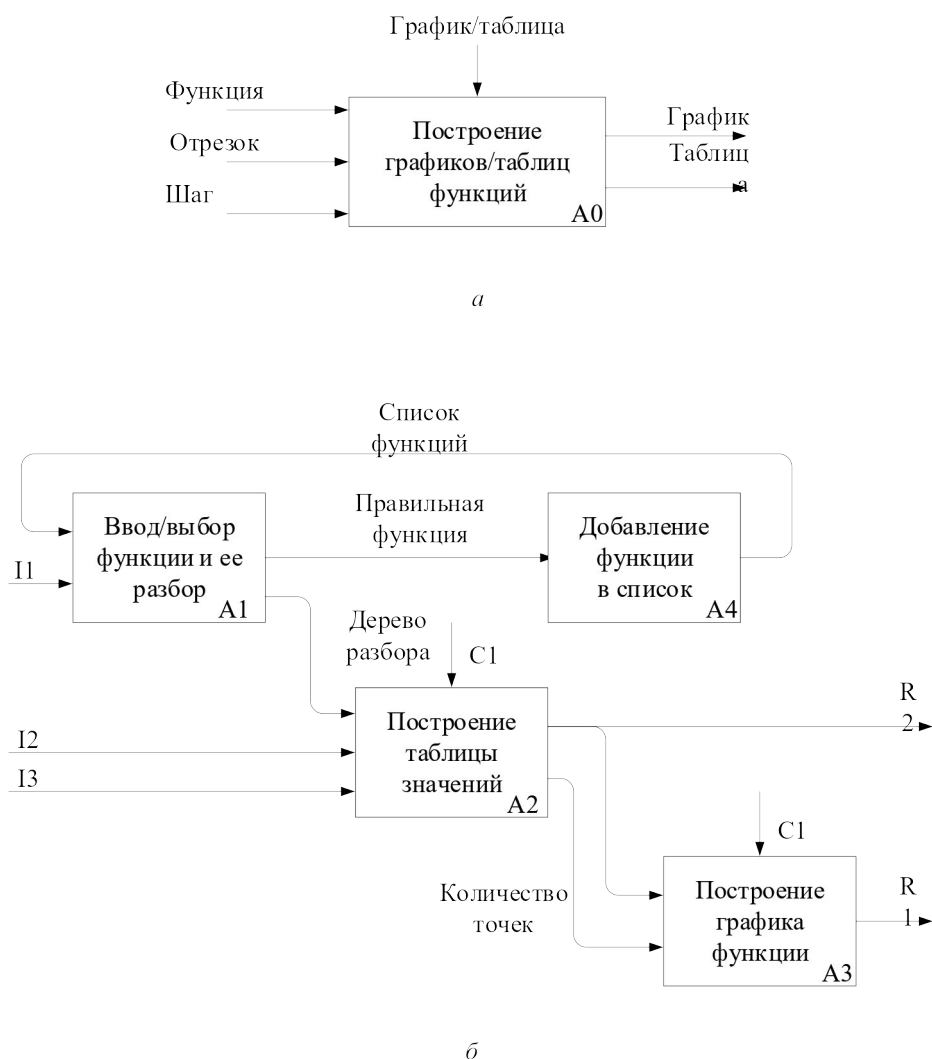 График/таблица
Функция
Отрезок
Шаг
Построение
графиков/таблиц
функций
A0
График
Таблиц
а
а
Список
функций
Ввод/выбор
функции и ее
разбор
A1
I1
Правильная
функция
Добавление
функции
в список
A4
Дерево
разбора
C1
I2
I3
Построение
таблицы
значений
A2
R
2
C1
Количество
точек
Построение
графика
функции
A3
R
1
б